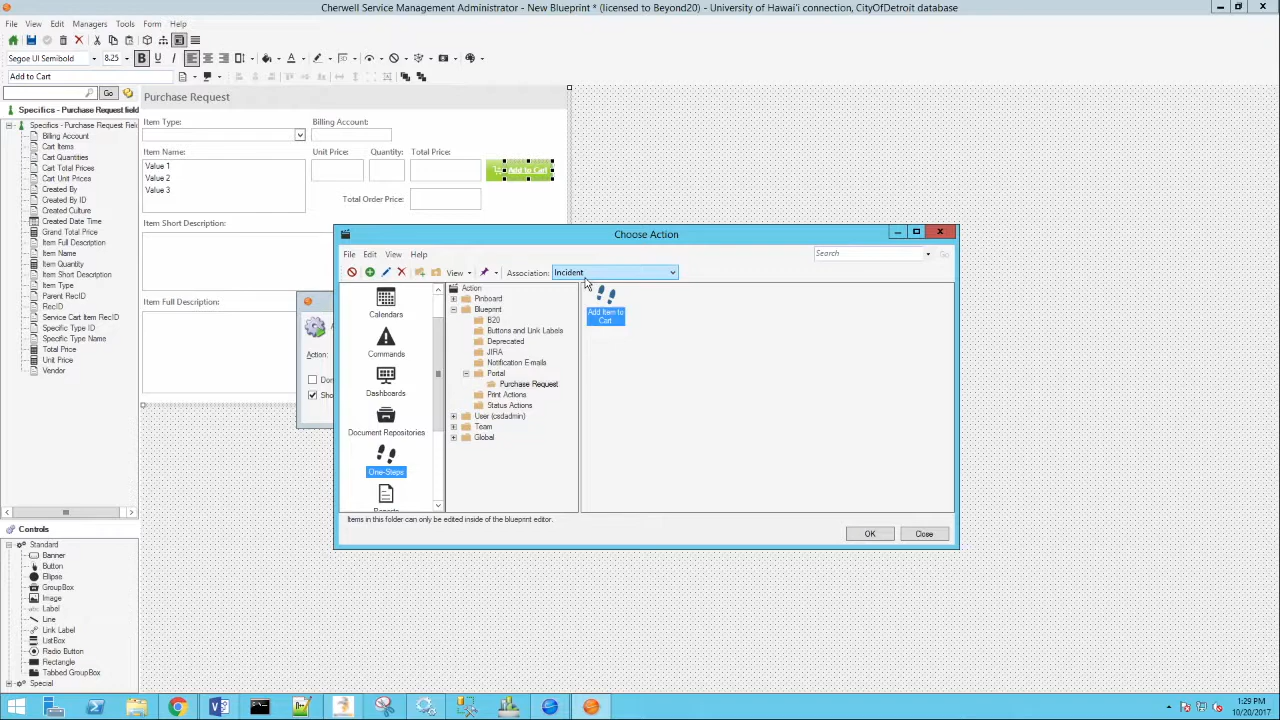 Cherwell Service Management Administrator - New Blueprint * (licensed to Beyond20) - University of Hawai'i connection, CityOfDetroit database
File View Edit Managers Tools Form Help
Segoe UI Semibold 8.25 B U
Add to Cart
Go
Specifics - Purchase Request field
Specifics - Purchase Request Fiel
Billing Account
Cart Items
Cart Quantities
Cart Total Prices
Cart Unit Prices
Created By
Created By ID
Created Culture
Created Date Time
Grand Total Price
Item Full Description
Item Name
Item Quantity
Item Short Description
Item Type
Parent RecID
RecID
Service Cart Item RecID
Specific Type ID
Specific Type Name
Total Price
Unit Price
Vendor
Controls
Standard
Banner
Button
Ellipse
GroupBox
Image
Label
Line
Link Label
ListBox
Radio Button
Rectangle
Tabbed GroupBox
Special
Purchase Request
Item Type: Billing Account:
Item Name: Unit Price: Quantity: Total Price:
Value 1
Value 2
Value 3
Add to Cart
Total Order Price:
Item Short Description:
Item Full Description:
Action:
Don
Sho
Choose Action
File Edit View Help
Search Go
View Association: Incident
Calendars
Commands
Dashboards
Document Repositories
One-Steps
Action
Pinboard
Blueprint
B20
Buttons and Link Labels
Deprecated
JIRA
Notification E-mails
Portal
Purchase Request
Print Actions
Status Actions
User (csdadmin)
Team
Global
Add Item to
Cart
Items in this folder can only be edited inside of the blueprint editor.
OK Close
1:29 PM
10/20/2017